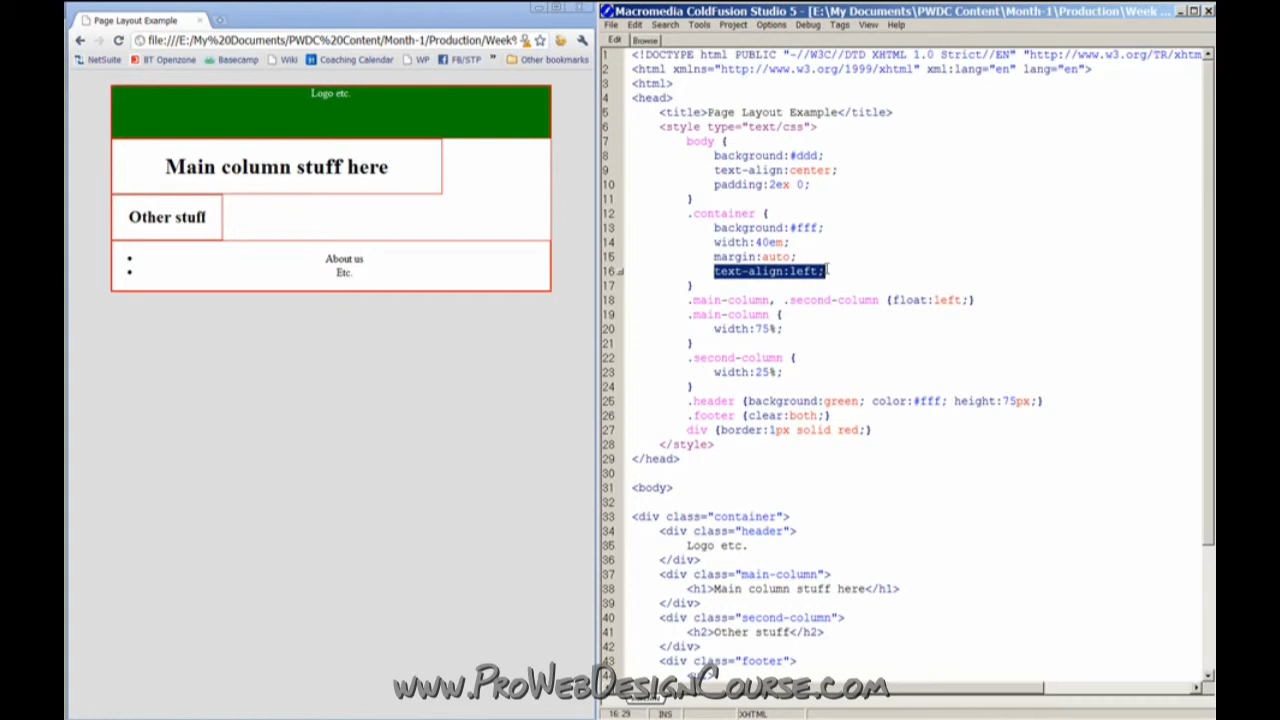 Page Layout Example
file:///E:/My%20Documents/PWDC%20Content/Month-1/Production/Week
NetSuite BT Openzone Basecamp Wiki Coaching Calendar WP FB/STP » Other bookmarks
Logo etc.
Main column stuff here
Other stuff
About us
Etc.
Macromedia ColdFusion Studio 5 - [E:\My Documents\PWDC Content\Month-1\Production\Week ...
File Edit Search Tools Project Options Debug Tags View Help
Edit Browse
1 <!DOCTYPE html PUBLIC "-//W3C//DTD XHTML 1.0 Strict//EN" "http://www.w3.org/TR/xhtm
2 <html xmlns="http://www.w3.org/1999/xhtml" xml:lang="en" lang="en">
3 <html>
4 <head>
5 <title>Page Layout Example</title>
6 <style type="text/css">
7 body {
8 background:#ddd;
9 text-align:center;
10 padding:2ex 0;
11 }
12 .container {
13 background:#fff;
14 width:40em;
15 margin:auto;
16 text-align:left;
17 }
18 .main-column, .second-column {float:left;}
19 .main-column {
20 width:75%;
21 }
22 .second-column {
23 width:25%;
24 }
25 .header {background:green; color:#fff; height:75px;}
26 .footer {clear:both;}
27 div {border:1px solid red;}
28 </style>
29 </head>
30
31 <body>
32
33 <div class="container">
34 <div class="header">
35 Logo etc.
36 </div>
37 <div class="main-column">
38 <h1>Main column stuff here</h1>
39 </div>
40 <div class="second-column">
41 <h2>Other stuff</h2>
42 </div>
43 <div class="footer">
www.ProWebDesignCourse.com
16:29 INS XHTML